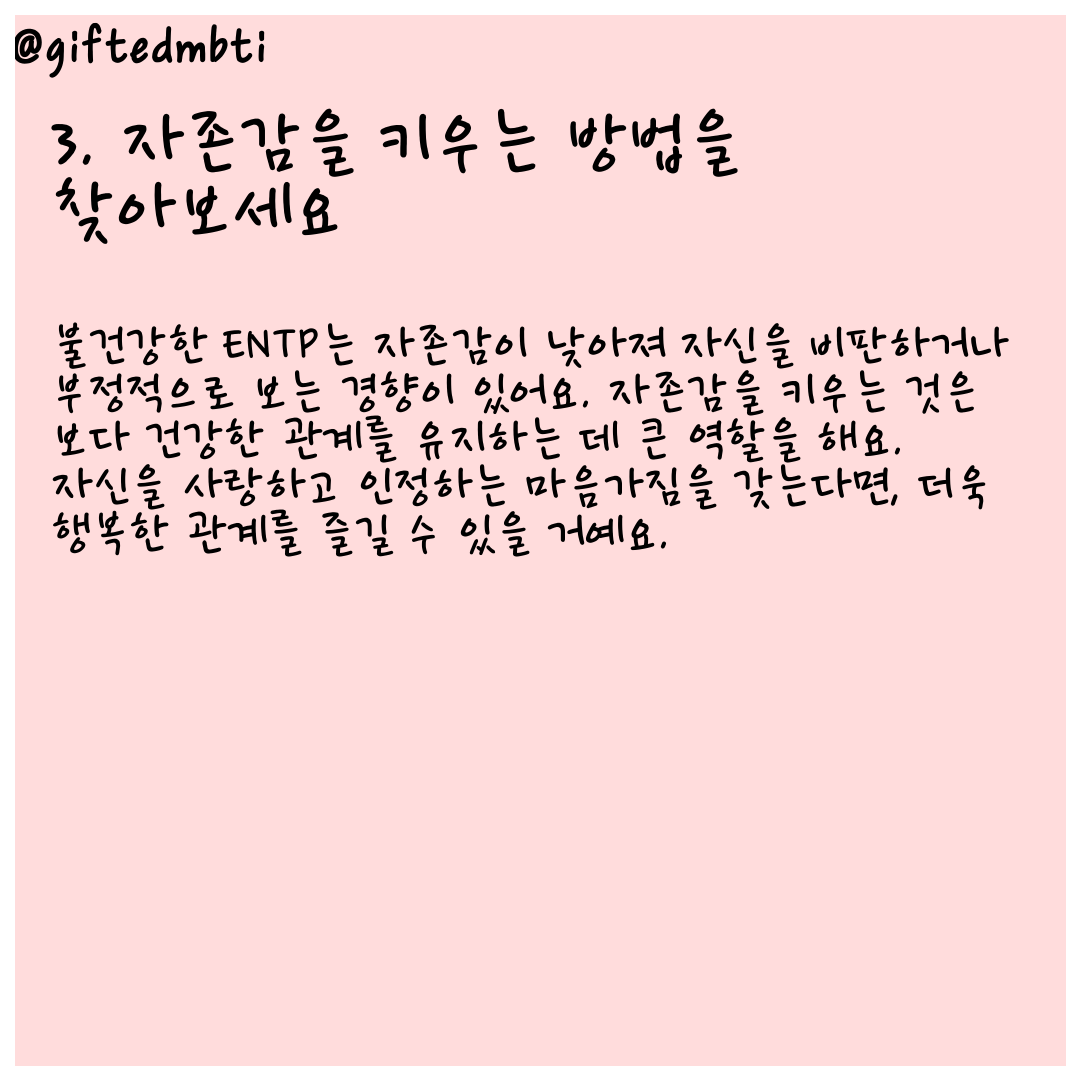 @giftedmbti
3. 자존감을 키우는 방법을
찾아보세요
불건강한 ENTP는 자존감이 낮아져 자신을 비판하거나
부정적으로 보는 경향이 있어요. 자존감을 키우는 것은
보다 건강한 관계를 유지하는 데 큰 역할을 해요.
자신을 사랑하고 인정하는 마음가짐을 갖는다면, 더욱
행복한 관계를 즐길 수 있을 거예요.